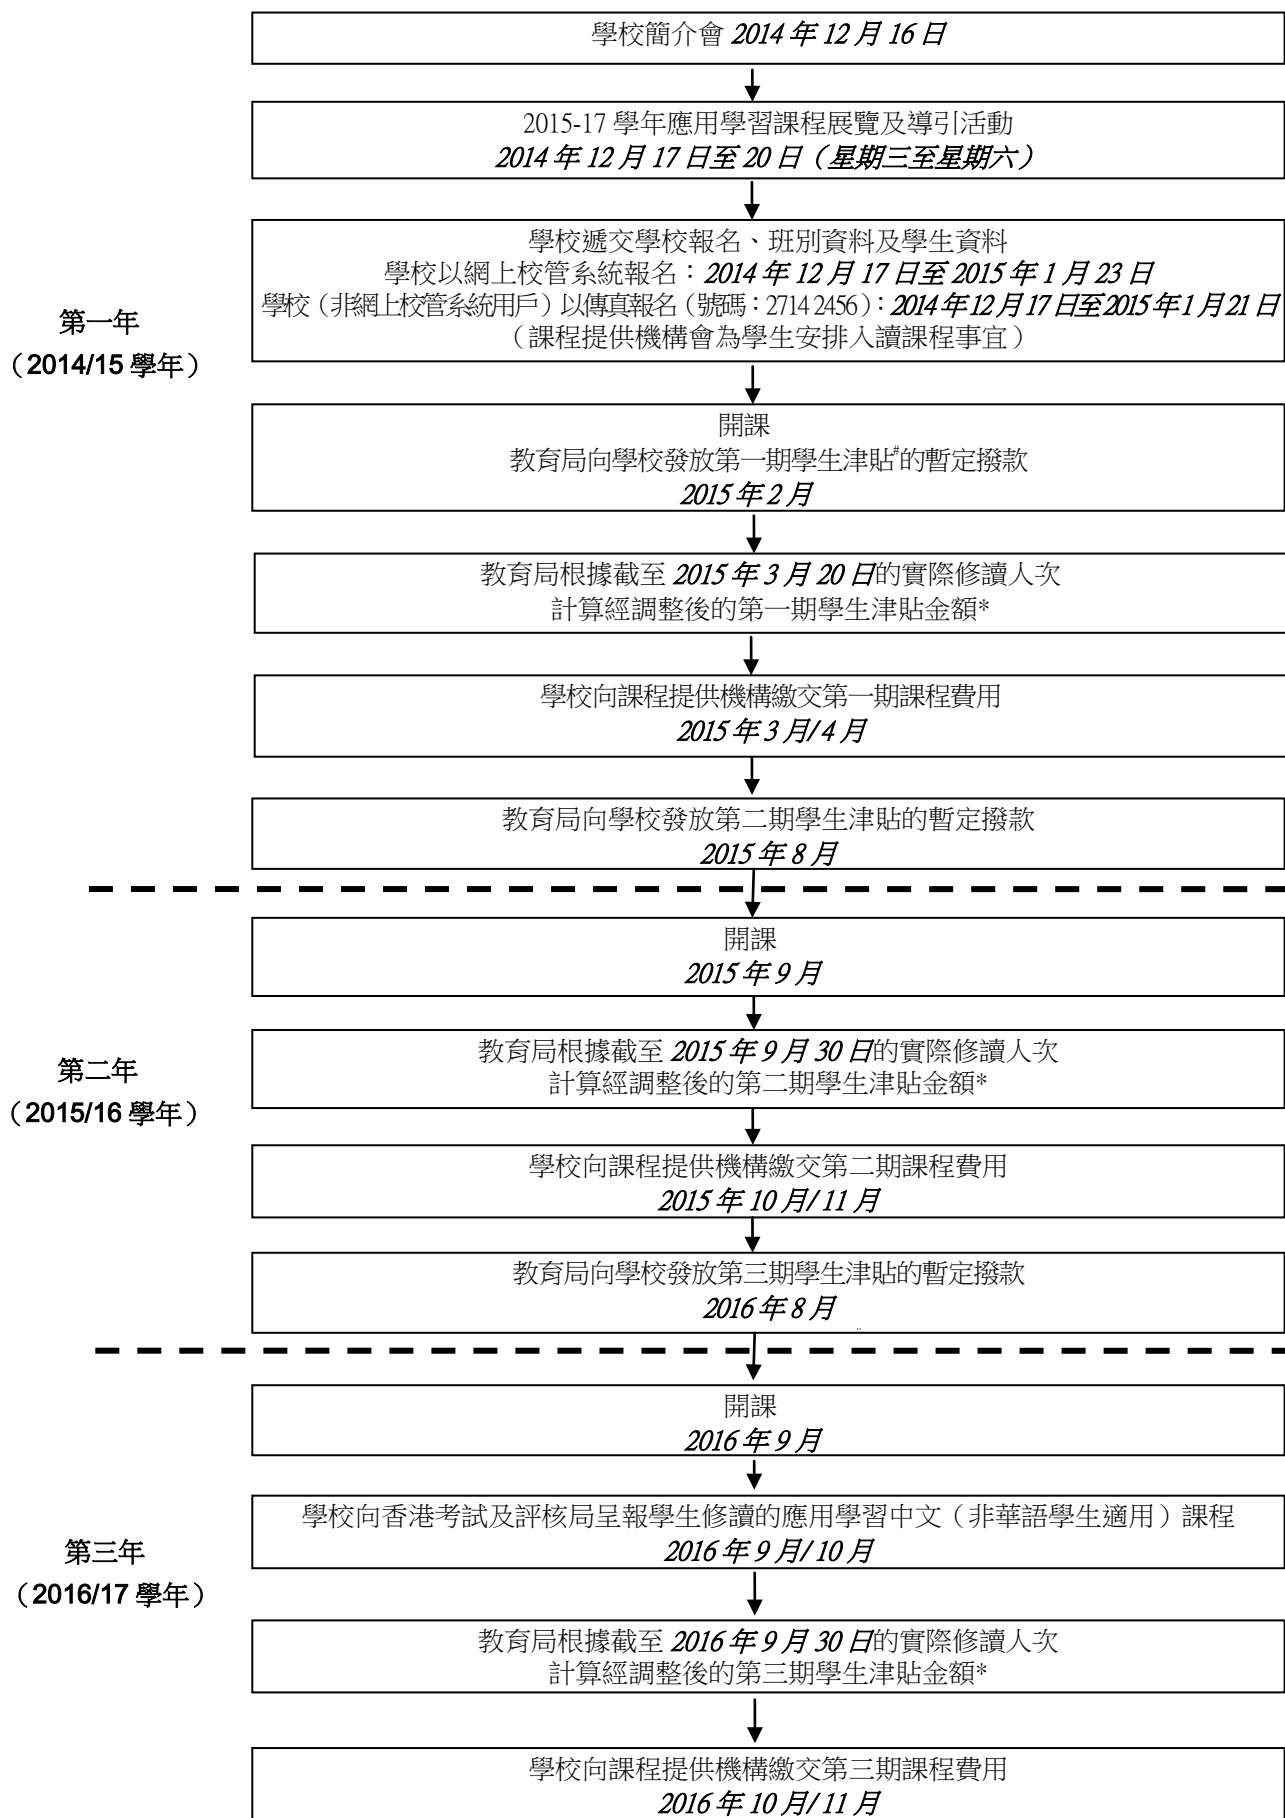 學校簡介會 2014 年 12 月 16 日
2015-17 學年應用學習課程展覽及導引活動
2014 年 12 月 17 日至 20 日（星期三至星期六）
學校遞交學校報名、班別資料及學生資料
學校以網上校管系統報名：2014 年 12 月 17 日至 2015 年 1 月 23 日
學校（非網上校管系統用戶）以傳真報名（號碼：2714 2456）：2014 年 12 月 17 日至 2015 年 1 月 21 日
（課程提供機構會為學生安排入讀課程事宜）
第一年
（2014/15 學年）
開課
教育局向學校發放第一期學生津貼#的暫定撥款
2015 年 2 月
教育局根據截至 2015 年 3 月 20 日的實際修讀人次
計算經調整後的第一期學生津貼金額*
學校向課程提供機構繳交第一期課程費用
2015 年 3 月/ 4 月
教育局向學校發放第二期學生津貼的暫定撥款
2015 年 8 月
開課
2015 年 9 月
第二年
（2015/16 學年）
教育局根據截至 2015 年 9 月 30 日的實際修讀人次
計算經調整後的第二期學生津貼金額*
學校向課程提供機構繳交第二期課程費用
2015 年 10 月/ 11 月
教育局向學校發放第三期學生津貼的暫定撥款
2016 年 8 月
開課
2016 年 9 月
學校向香港考試及評核局呈報學生修讀的應用學習中文（非華語學生適用）課程
2016 年 9 月/ 10 月
第三年
（2016/17 學年）
教育局根據截至 2016 年 9 月 30 日的實際修讀人次
計算經調整後的第三期學生津貼金額*
學校向課程提供機構繳交第三期課程費用
2016 年 10 月/ 11 月